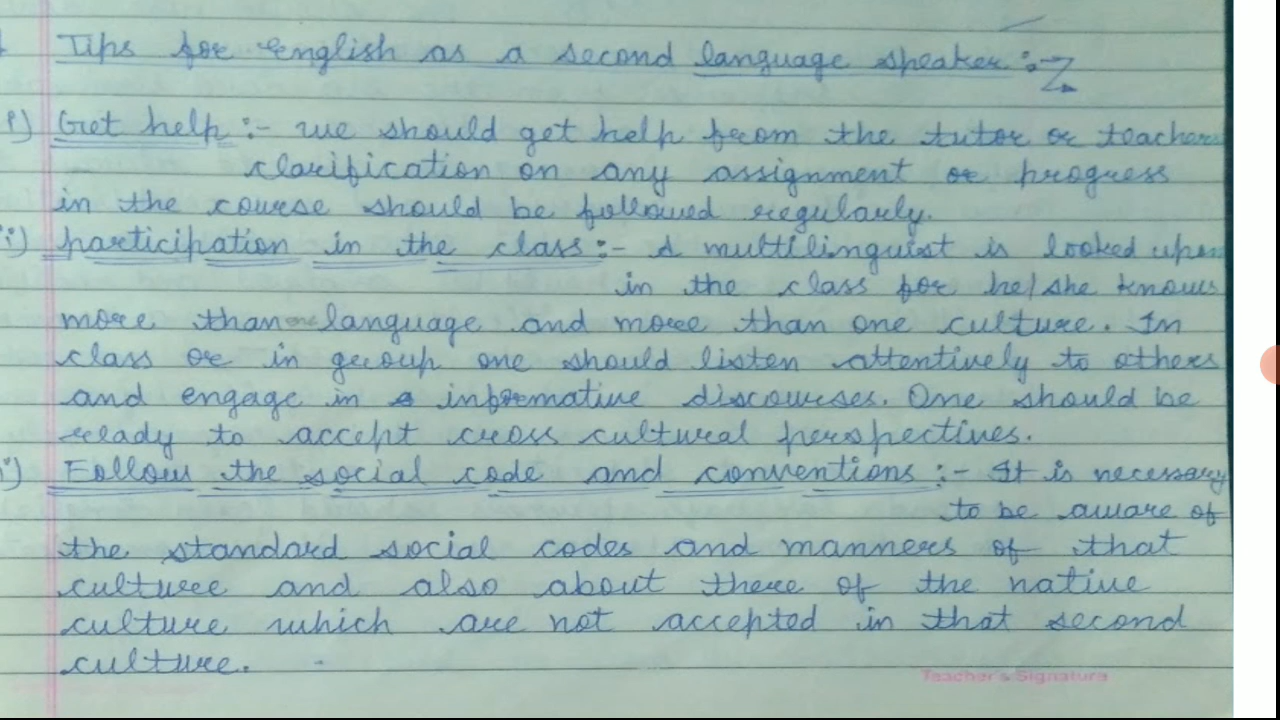 Tips for English as a second language speaker :-
i) Get help :- we should get help from the tutor or teachers
clarification on any assignment or progress
in the course should be followed regularly.
i) participation in the class :- A multilinguist is looked upon
in the class for he/she knows
more than one language and more than one culture. In
class or in group one should listen attentively to others
and engage in informative discourses. One should be
ready to accept cross cultural perspectives.
i) Follow the social code and conventions :- It is necessary
to be aware of
the standard social codes and manners of that
culture and also about there of the native
culture which are not accepted in that second
culture.
Teacher's Signature